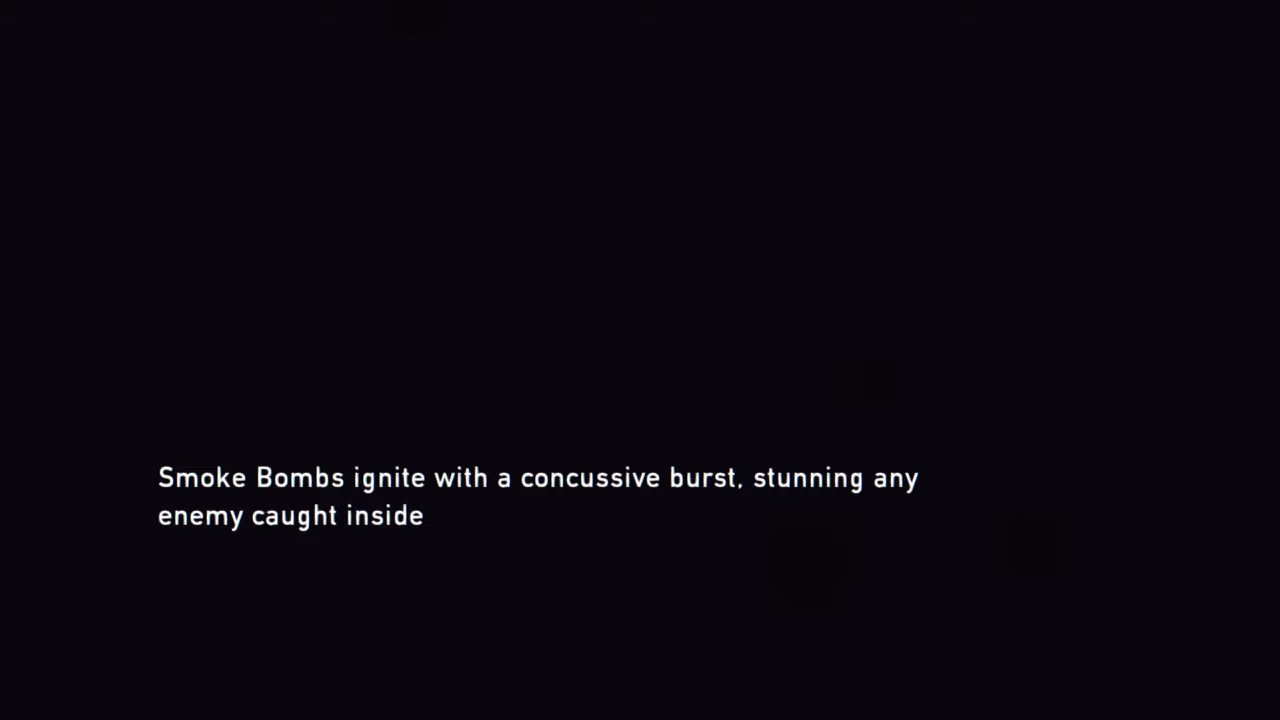 Smoke Bombs ignite with a concussive burst, stunning any
enemy caught inside